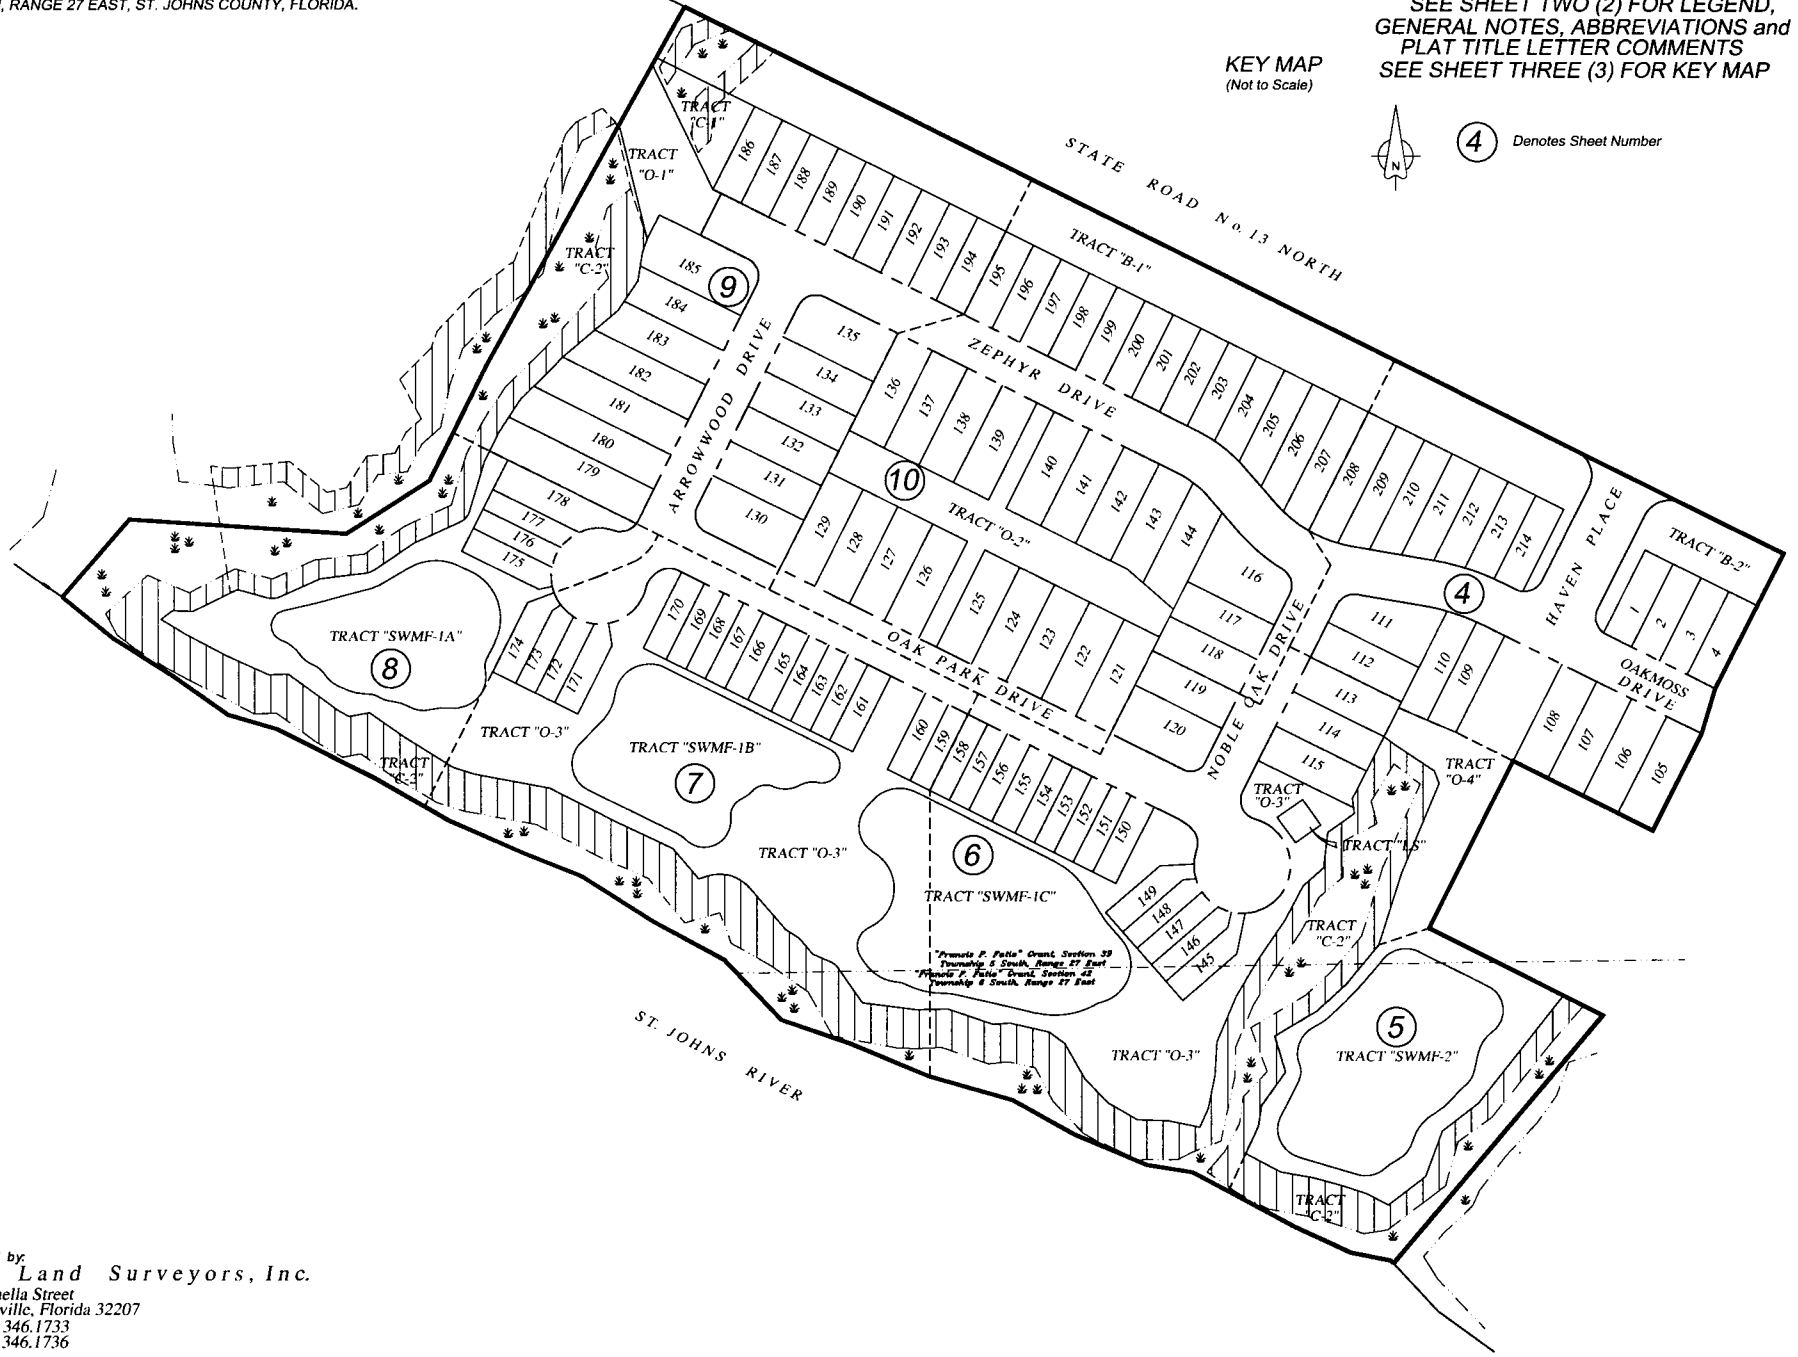 , RANGE 27 EAST, ST. JOHNS COUNTY, FLORIDA.
SEE SHEET TWO (2) FOR LEGEND,
GENERAL NOTES, ABBREVIATIONS and
PLAT TITLE LETTER COMMENTS
SEE SHEET THREE (3) FOR KEY MAP
KEY MAP
(Not to Scale)
N
4 Denotes Sheet Number
STATE ROAD No. 13 NORTH
TRACT
"C-1"
TRACT
"O-1"
TRACT
"C-2"
TRACT "B-1"
186
187
188
189
190
191
192
193
194
195
196
197
198
199
200
201
202
203
204
205
206
207
208
209
210
211
212
213
214
HAVEN PLACE
TRACT "B-2"
1
2
3
4
OAKMOSS
DRIVE
ZEPHYR DRIVE
9
185
184
183
182
181
180
179
178
177
176
175
ARROWWOOD DRIVE
135
134
133
132
131
130
136
137
138
139
140
141
142
143
144
10
TRACT "O-2"
129
128
127
126
125
124
123
122
121
116
117
118
119
120
NOBLE OAK DRIVE
4
111
112
113
114
115
110
109
108
107
106
105
OAK PARK DRIVE
TRACT
"O-4"
TRACT
"O-3"
TRACT "LS"
TRACT
"C-2"
TRACT "SWMF-1A"
8
174
173
172
171
170
169
168
167
166
165
164
163
162
161
160
159
158
157
156
155
154
153
152
151
150
149
148
147
146
145
TRACT "O-3"
TRACT
"C-2"
TRACT "SWMF-1B"
7
TRACT "O-3"
6
TRACT "SWMF-1C"
"Francis P. Fatio" Grant, Section 39
Township 5 South, Range 27 East
"Francis P. Fatio" Grant, Section 42
Township 6 South, Range 27 East
TRACT "O-3"
5
TRACT "SWMF-2"
TRACT
"C-2"
ST. JOHNS RIVER
by:
Land Surveyors, Inc.
nella Street
ville, Florida 32207
346.1733
346.1736